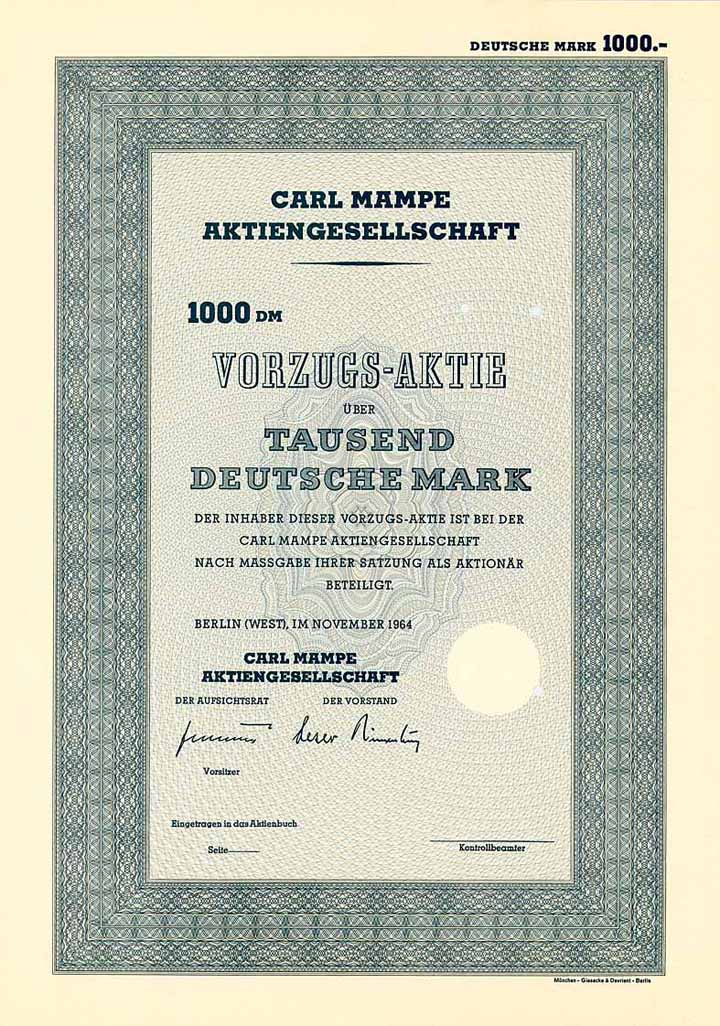 DEUTSCHE MARK 1000.-
CARL MAMPE
AKTIENGESELLSCHAFT
1000 DM
VORZUGS-AKTIE
ÜBER
TAUSEND
DEUTSCHE MARK
DER INHABER DIESER VORZUGS-AKTIE IST BEI DER
CARL MAMPE AKTIENGESELLSCHAFT
NACH MASSGABE IHRER SATZUNG ALS AKTIONÄR
BETEILIGT.
BERLIN (WEST), IM NOVEMBER 1964
CARL MAMPE
AKTIENGESELLSCHAFT
DER AUFSICHTSRAT DER VORSTAND
Vorsitzer
Eingetragen in das Aktienbuch
Seite
Kontrollbeamter
München - Giesecke & Devrient - Berlin